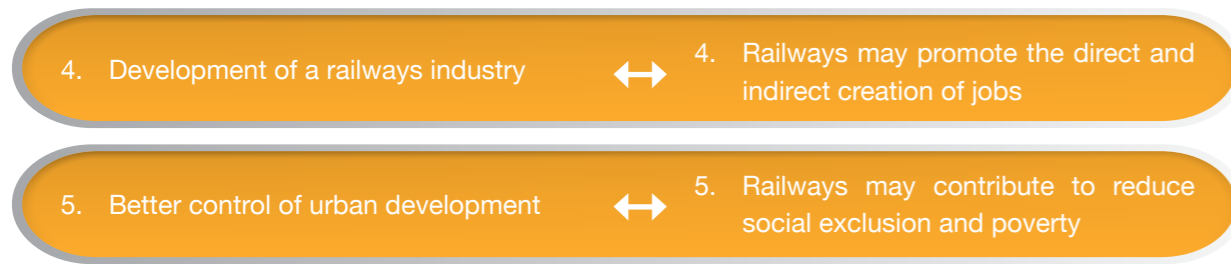 4. Development of a railways industry
4. Railways may promote the direct and
indirect creation of jobs
5. Better control of urban development
5. Railways may contribute to reduce
social exclusion and poverty